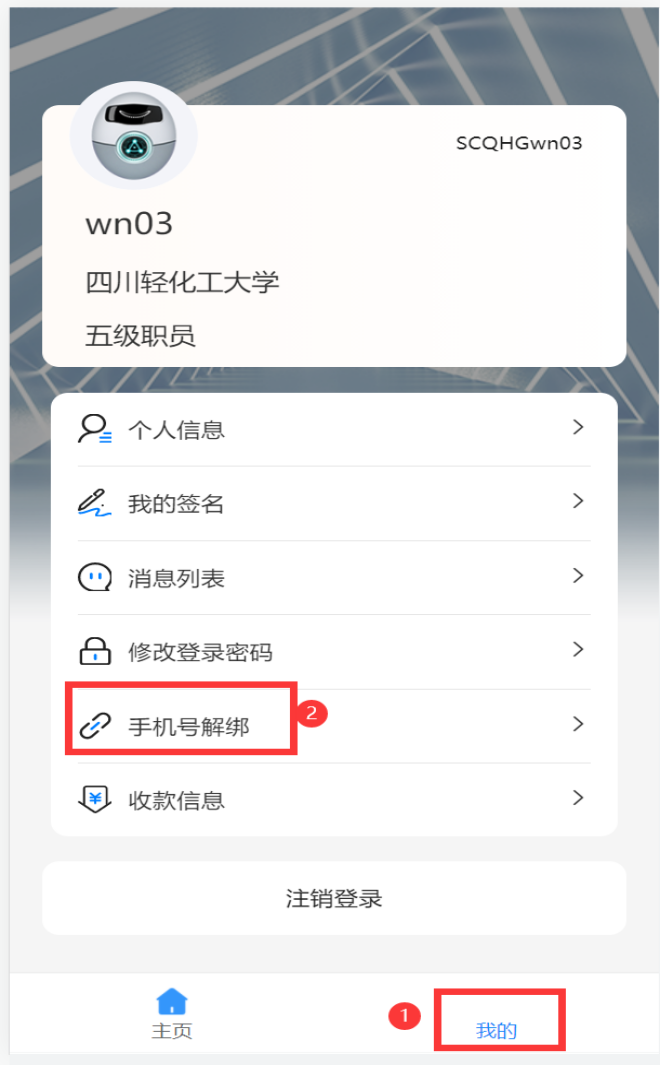 SCQHGwn03
wn03
四川轻化工大学
五级职员
个人信息
我的签名
消息列表
修改登录密码
手机号解绑
2
收款信息
注销登录
主页
1
我的